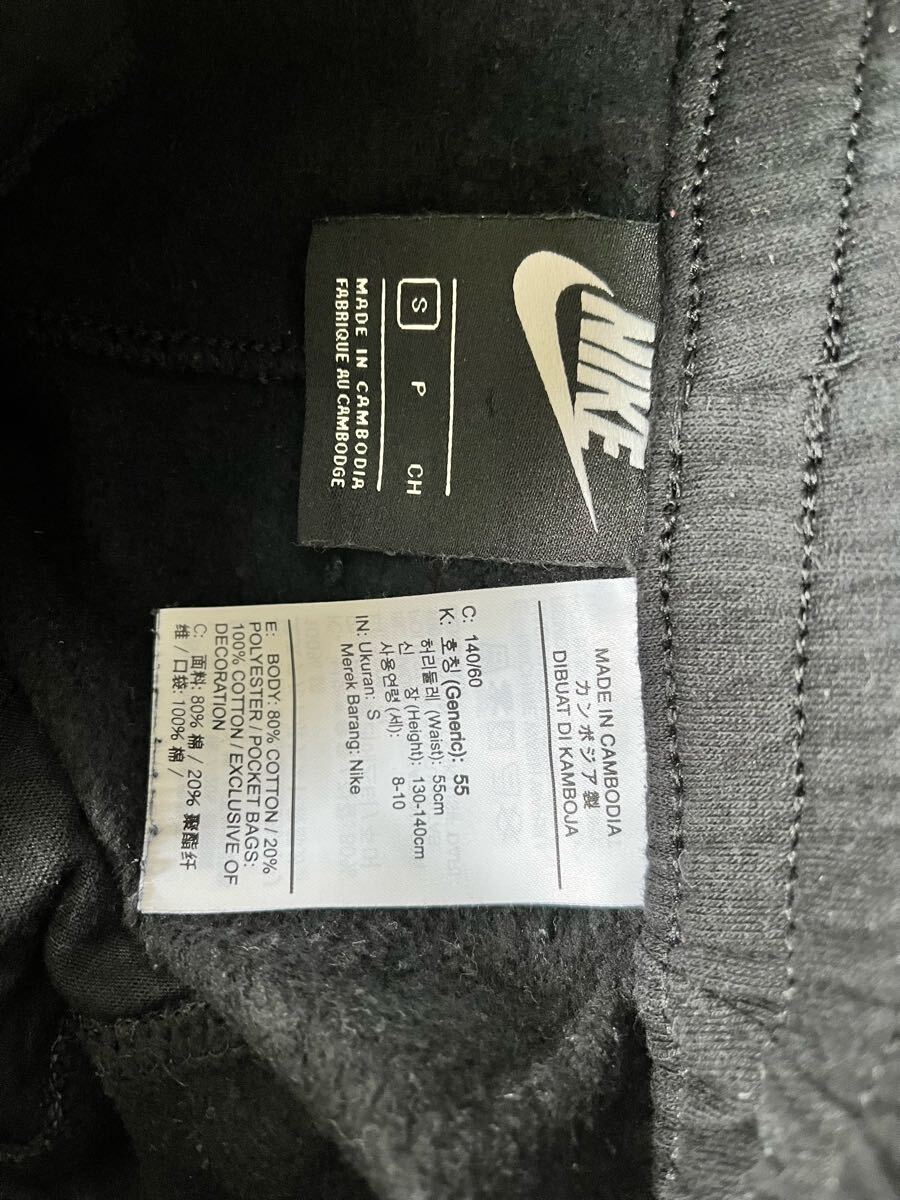 NIKE
S P CH
MADE IN CAMBODIA
FABRIQUE AU CAMBODGE
MADE IN CAMBODIA
カンボジア製
DIBUAT DI KAMBOJA
C: 140/60
K: 호칭 (Generic): 55
허리둘레 (Waist): 55cm
신 장 (Height): 130-140cm
사용연령 (세): 8-10
IN: Ukuran: S
Merek Barang: Nike
E: BODY: 80% COTTON / 20%
POLYESTER / POCKET BAGS:
100% COTTON / EXCLUSIVE OF
DECORATION
C: 面料: 80% 棉 / 20% 聚酯纤
维 / 口袋: 100% 棉 /